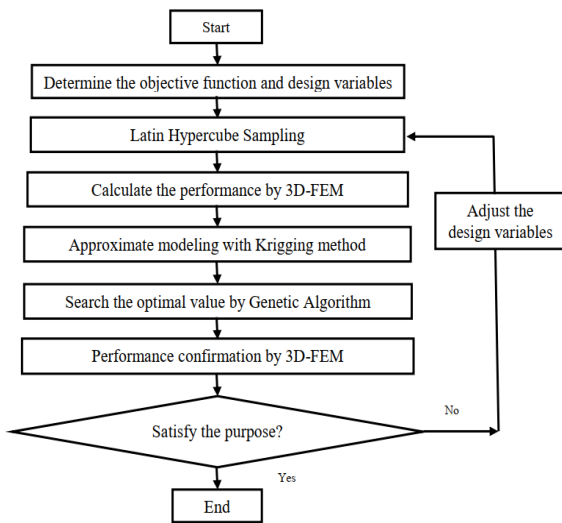 Start
Determine the objective function and design variables
Latin Hypercube Sampling
Calculate the performance by 3D-FEM
Adjust the
design variables
Approximate modeling with Krigging method
Search the optimal value by Genetic Algorithm
Performance confirmation by 3D-FEM
Satisfy the purpose?
No
Yes
End